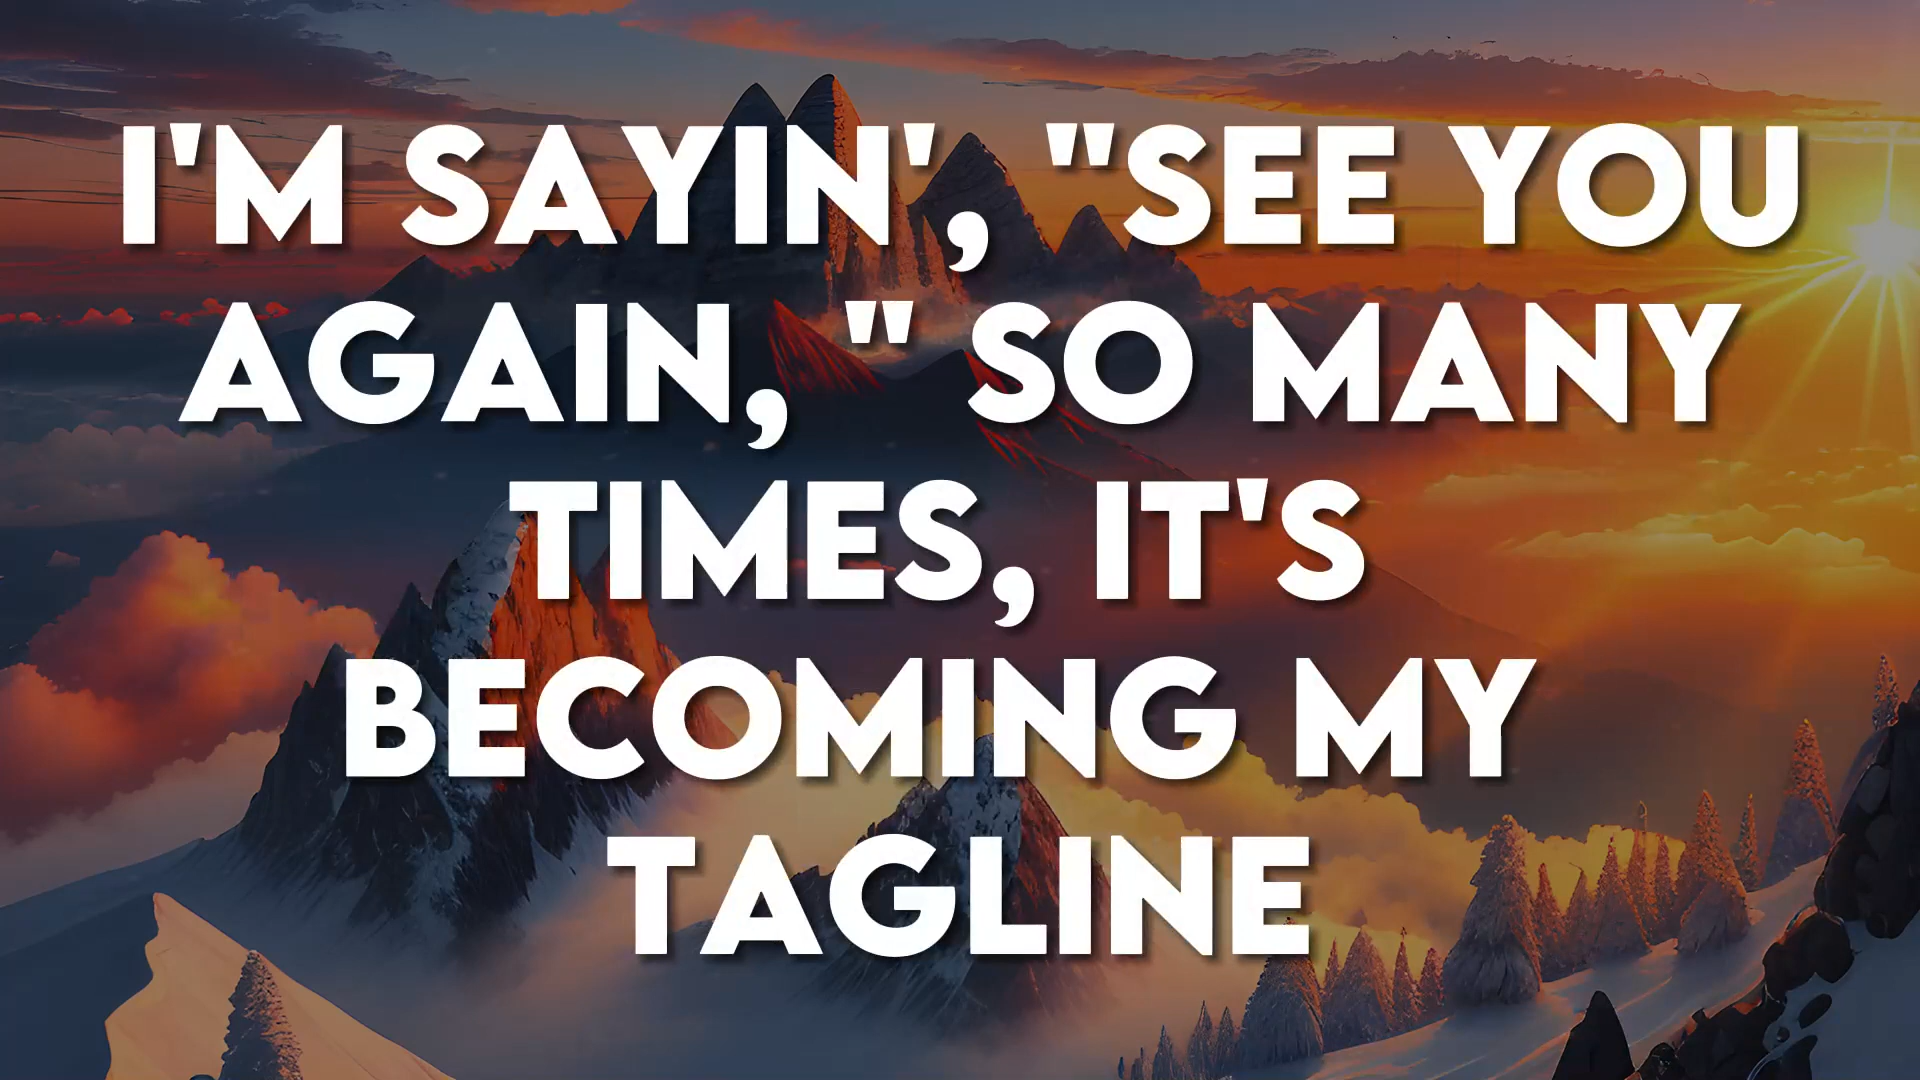 I'M SAYIN', "SEE YOU
AGAIN, " SO MANY
TIMES, IT'S
BECOMING MY
TAGLINE